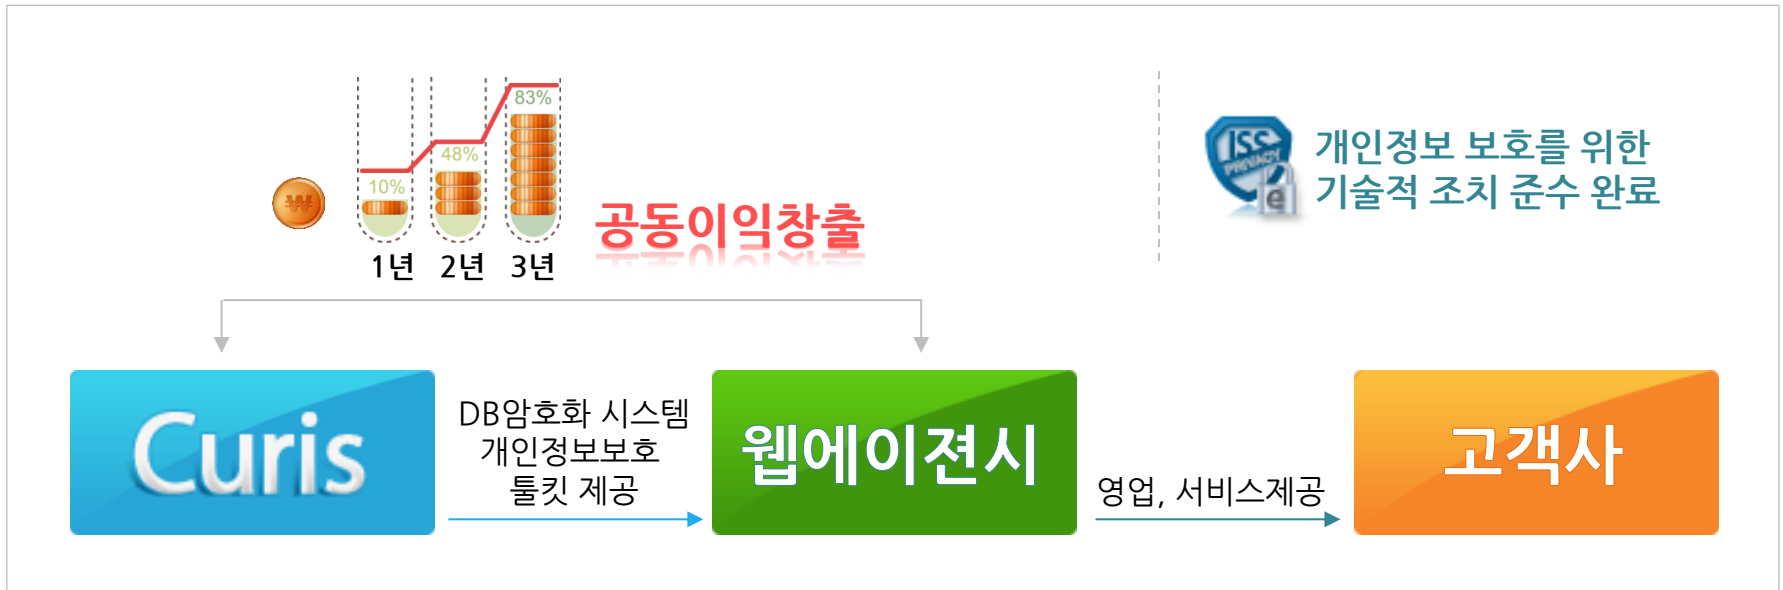 83%
48%
10%
₩
1년 2년 3년
공동이익창출
ISS
PRIVACY
e
개인정보 보호를 위한
기술적 조치 준수 완료
Curis
DB암호화 시스템
개인정보보호
툴킷 제공
웹에이젼시
영업, 서비스제공
고객사